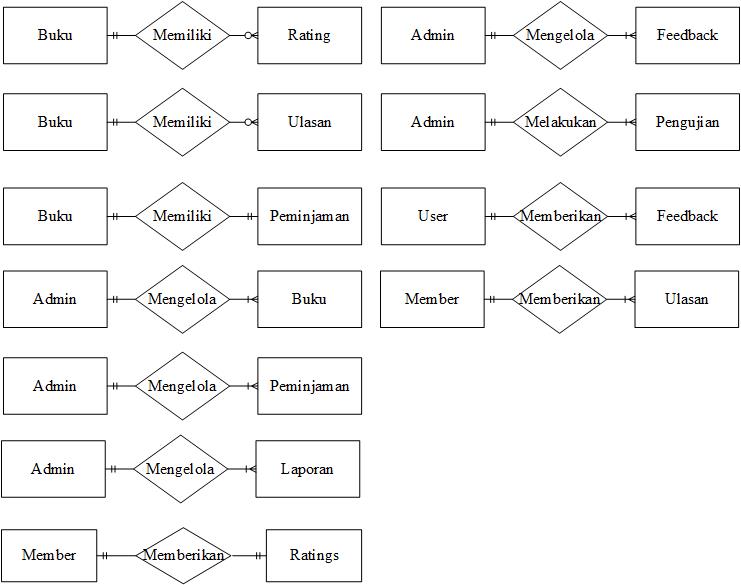 Buku Memiliki Rating
Buku Memiliki Ulasan
Buku Memiliki Peminjaman
Admin Mengelola Buku
Admin Mengelola Peminjaman
Admin Mengelola Laporan
Member Memberikan Ratings
Admin Mengelola Feedback
Admin Melakukan Pengujian
User Memberikan Feedback
Member Memberikan Ulasan